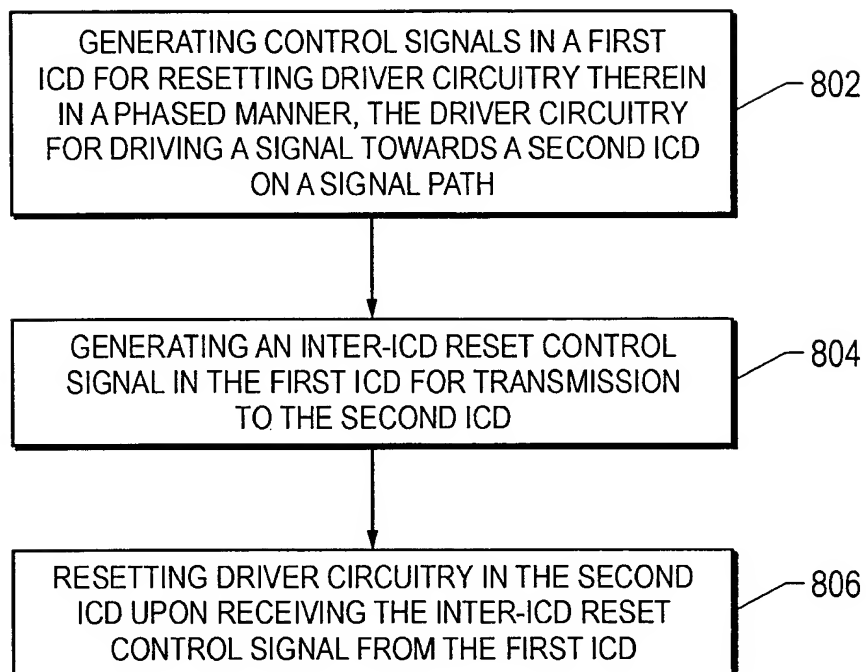 GENERATING CONTROL SIGNALS IN A FIRST
ICD FOR RESETTING DRIVER CIRCUITRY THEREIN
IN A PHASED MANNER, THE DRIVER CIRCUITRY
FOR DRIVING A SIGNAL TOWARDS A SECOND ICD
ON A SIGNAL PATH
802
GENERATING AN INTER-ICD RESET CONTROL
SIGNAL IN THE FIRST ICD FOR TRANSMISSION
TO THE SECOND ICD
804
RESETTING DRIVER CIRCUITRY IN THE SECOND
ICD UPON RECEIVING THE INTER-ICD RESET
CONTROL SIGNAL FROM THE FIRST ICD
806